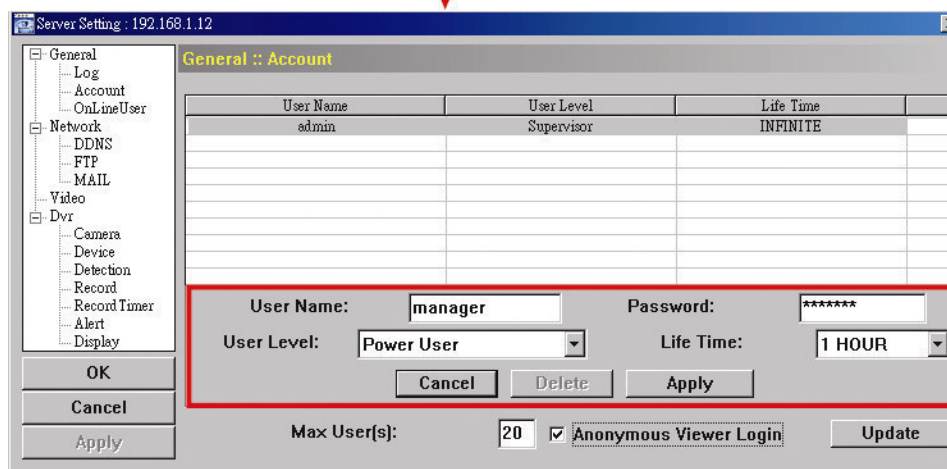 Server Setting : 192.168.1.12
General
Log
Account
OnLineUser
Network
DDNS
FTP
MAIL
Video
Dvr
Camera
Device
Detection
Record
Record Timer
Alert
Display
OK
Cancel
Apply
General :: Account
User Name User Level Life Time
admin Supervisor INFINITE
User Name: manager Password: *******
User Level: Power User Life Time: 1 HOUR
Cancel Delete Apply
Max User(s): 20 Anonymous Viewer Login Update